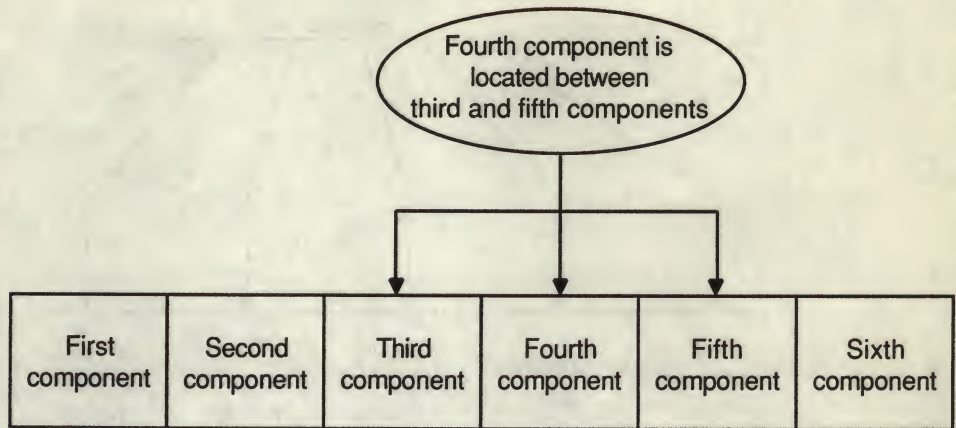 Fourth component is
located between
third and fifth components
First
component
Second
component
Third
component
Fourth
component
Fifth
component
Sixth
component